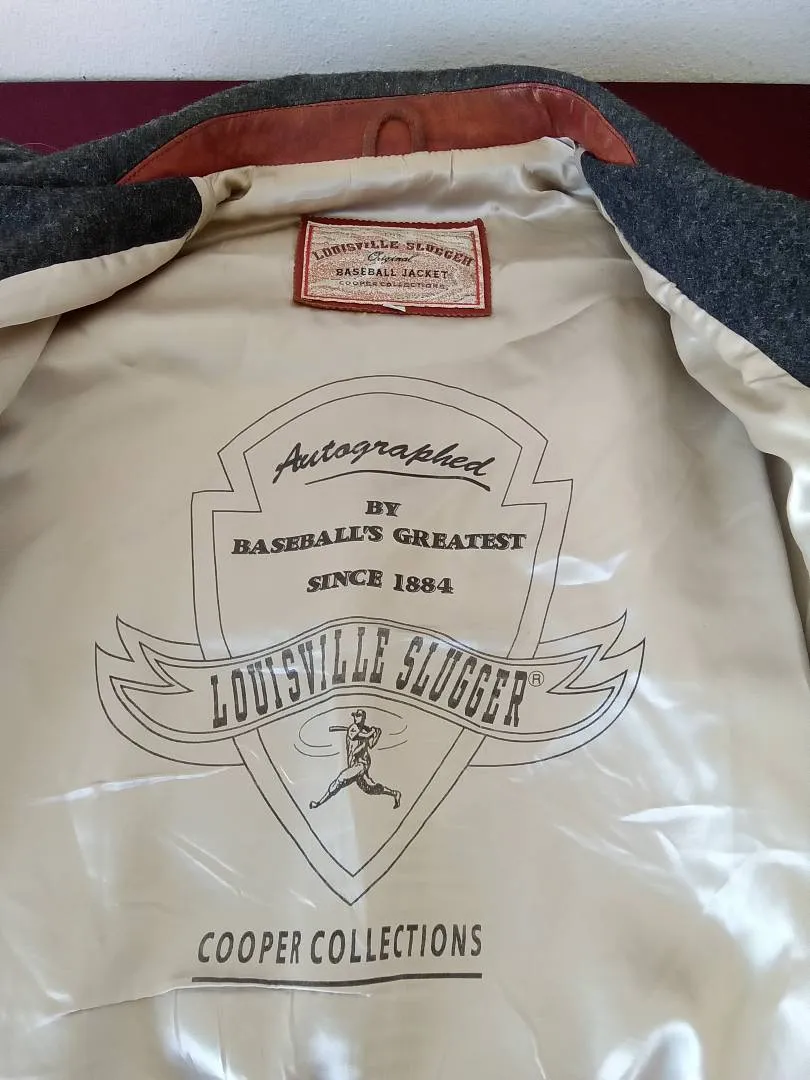 LOUISVILLE SLUGGER
Original
BASEBALL JACKET
COOPER COLLECTIONS
Autographed
BY
BASEBALL'S GREATEST
SINCE 1884
LOUISVILLE SLUGGER®
COOPER COLLECTIONS